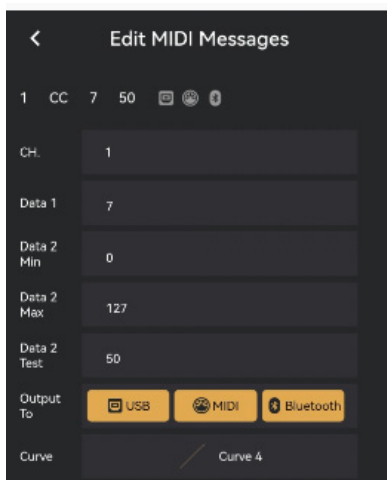 Edit MIDI Messages
1 CC 7 50
CH. 1
Data 1 7
Data 2
Min 0
Data 2
Max 127
Data 2
Test 50
Output
To USB MIDI Bluetooth
Curve Curve 4